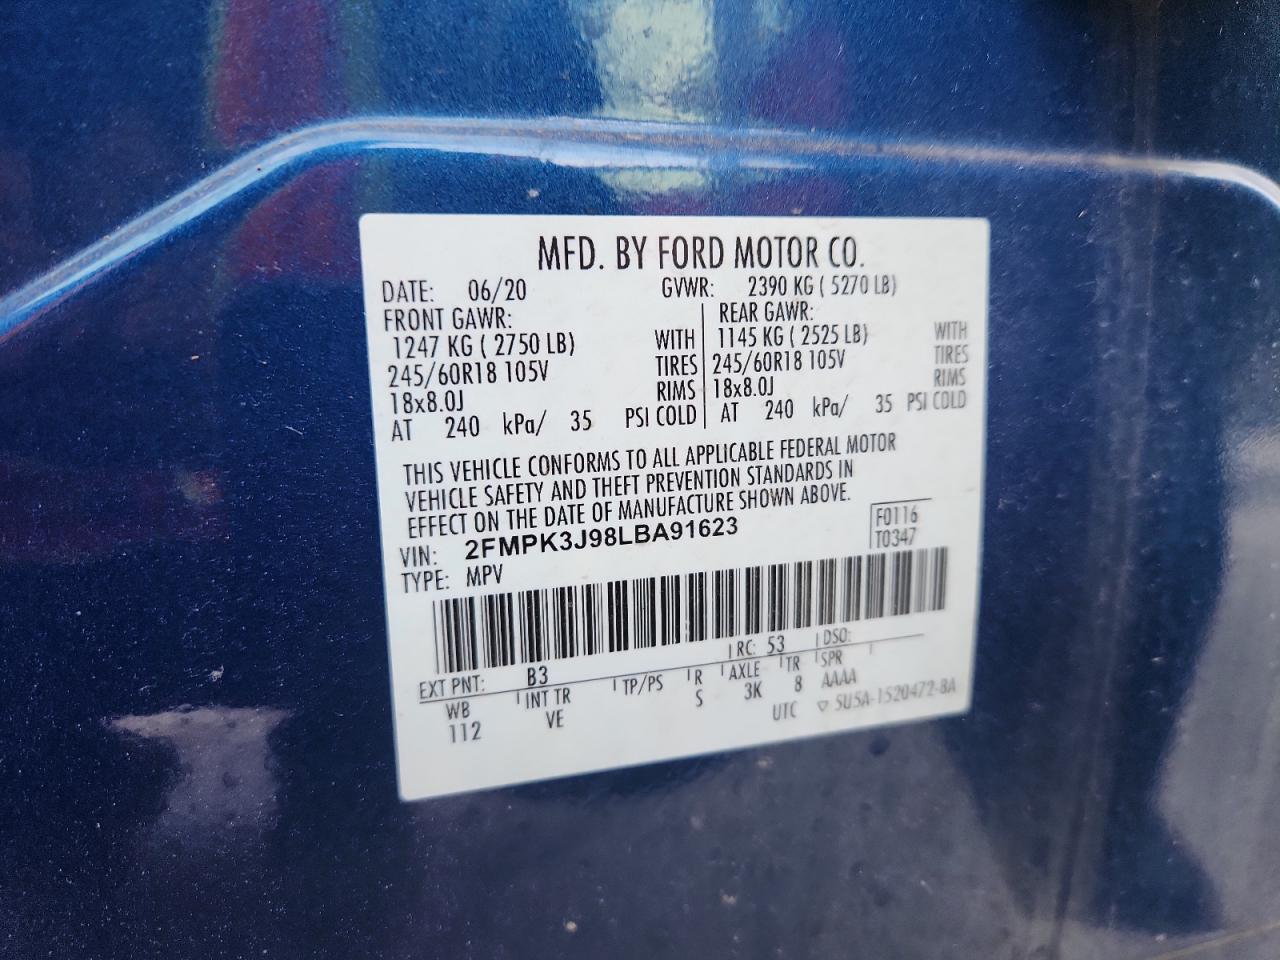 MFD. BY FORD MOTOR CO.
DATE: 06/20 GVWR: 2390 KG ( 5270 LB)
FRONT GAWR: REAR GAWR:
1247 KG ( 2750 LB) WITH 1145 KG ( 2525 LB) WITH
245/60R18 105V TIRES 245/60R18 105V TIRES
18x8.0J RIMS 18x8.0J RIMS
AT 240 kPa/ 35 PSI COLD AT 240 kPa/ 35 PSI COLD
THIS VEHICLE CONFORMS TO ALL APPLICABLE FEDERAL MOTOR
VEHICLE SAFETY AND THEFT PREVENTION STANDARDS IN
EFFECT ON THE DATE OF MANUFACTURE SHOWN ABOVE.
VIN: 2FMPK3J98LBA91623 F0116
TYPE: MPV T0347
EXT PNT: B3 RC: 53 DSO:
WB INT TR TP/PS R AXLE TR SPR
112 VE S 3K 8 AAAA
UTC ▽ SU5A-1520472-BA